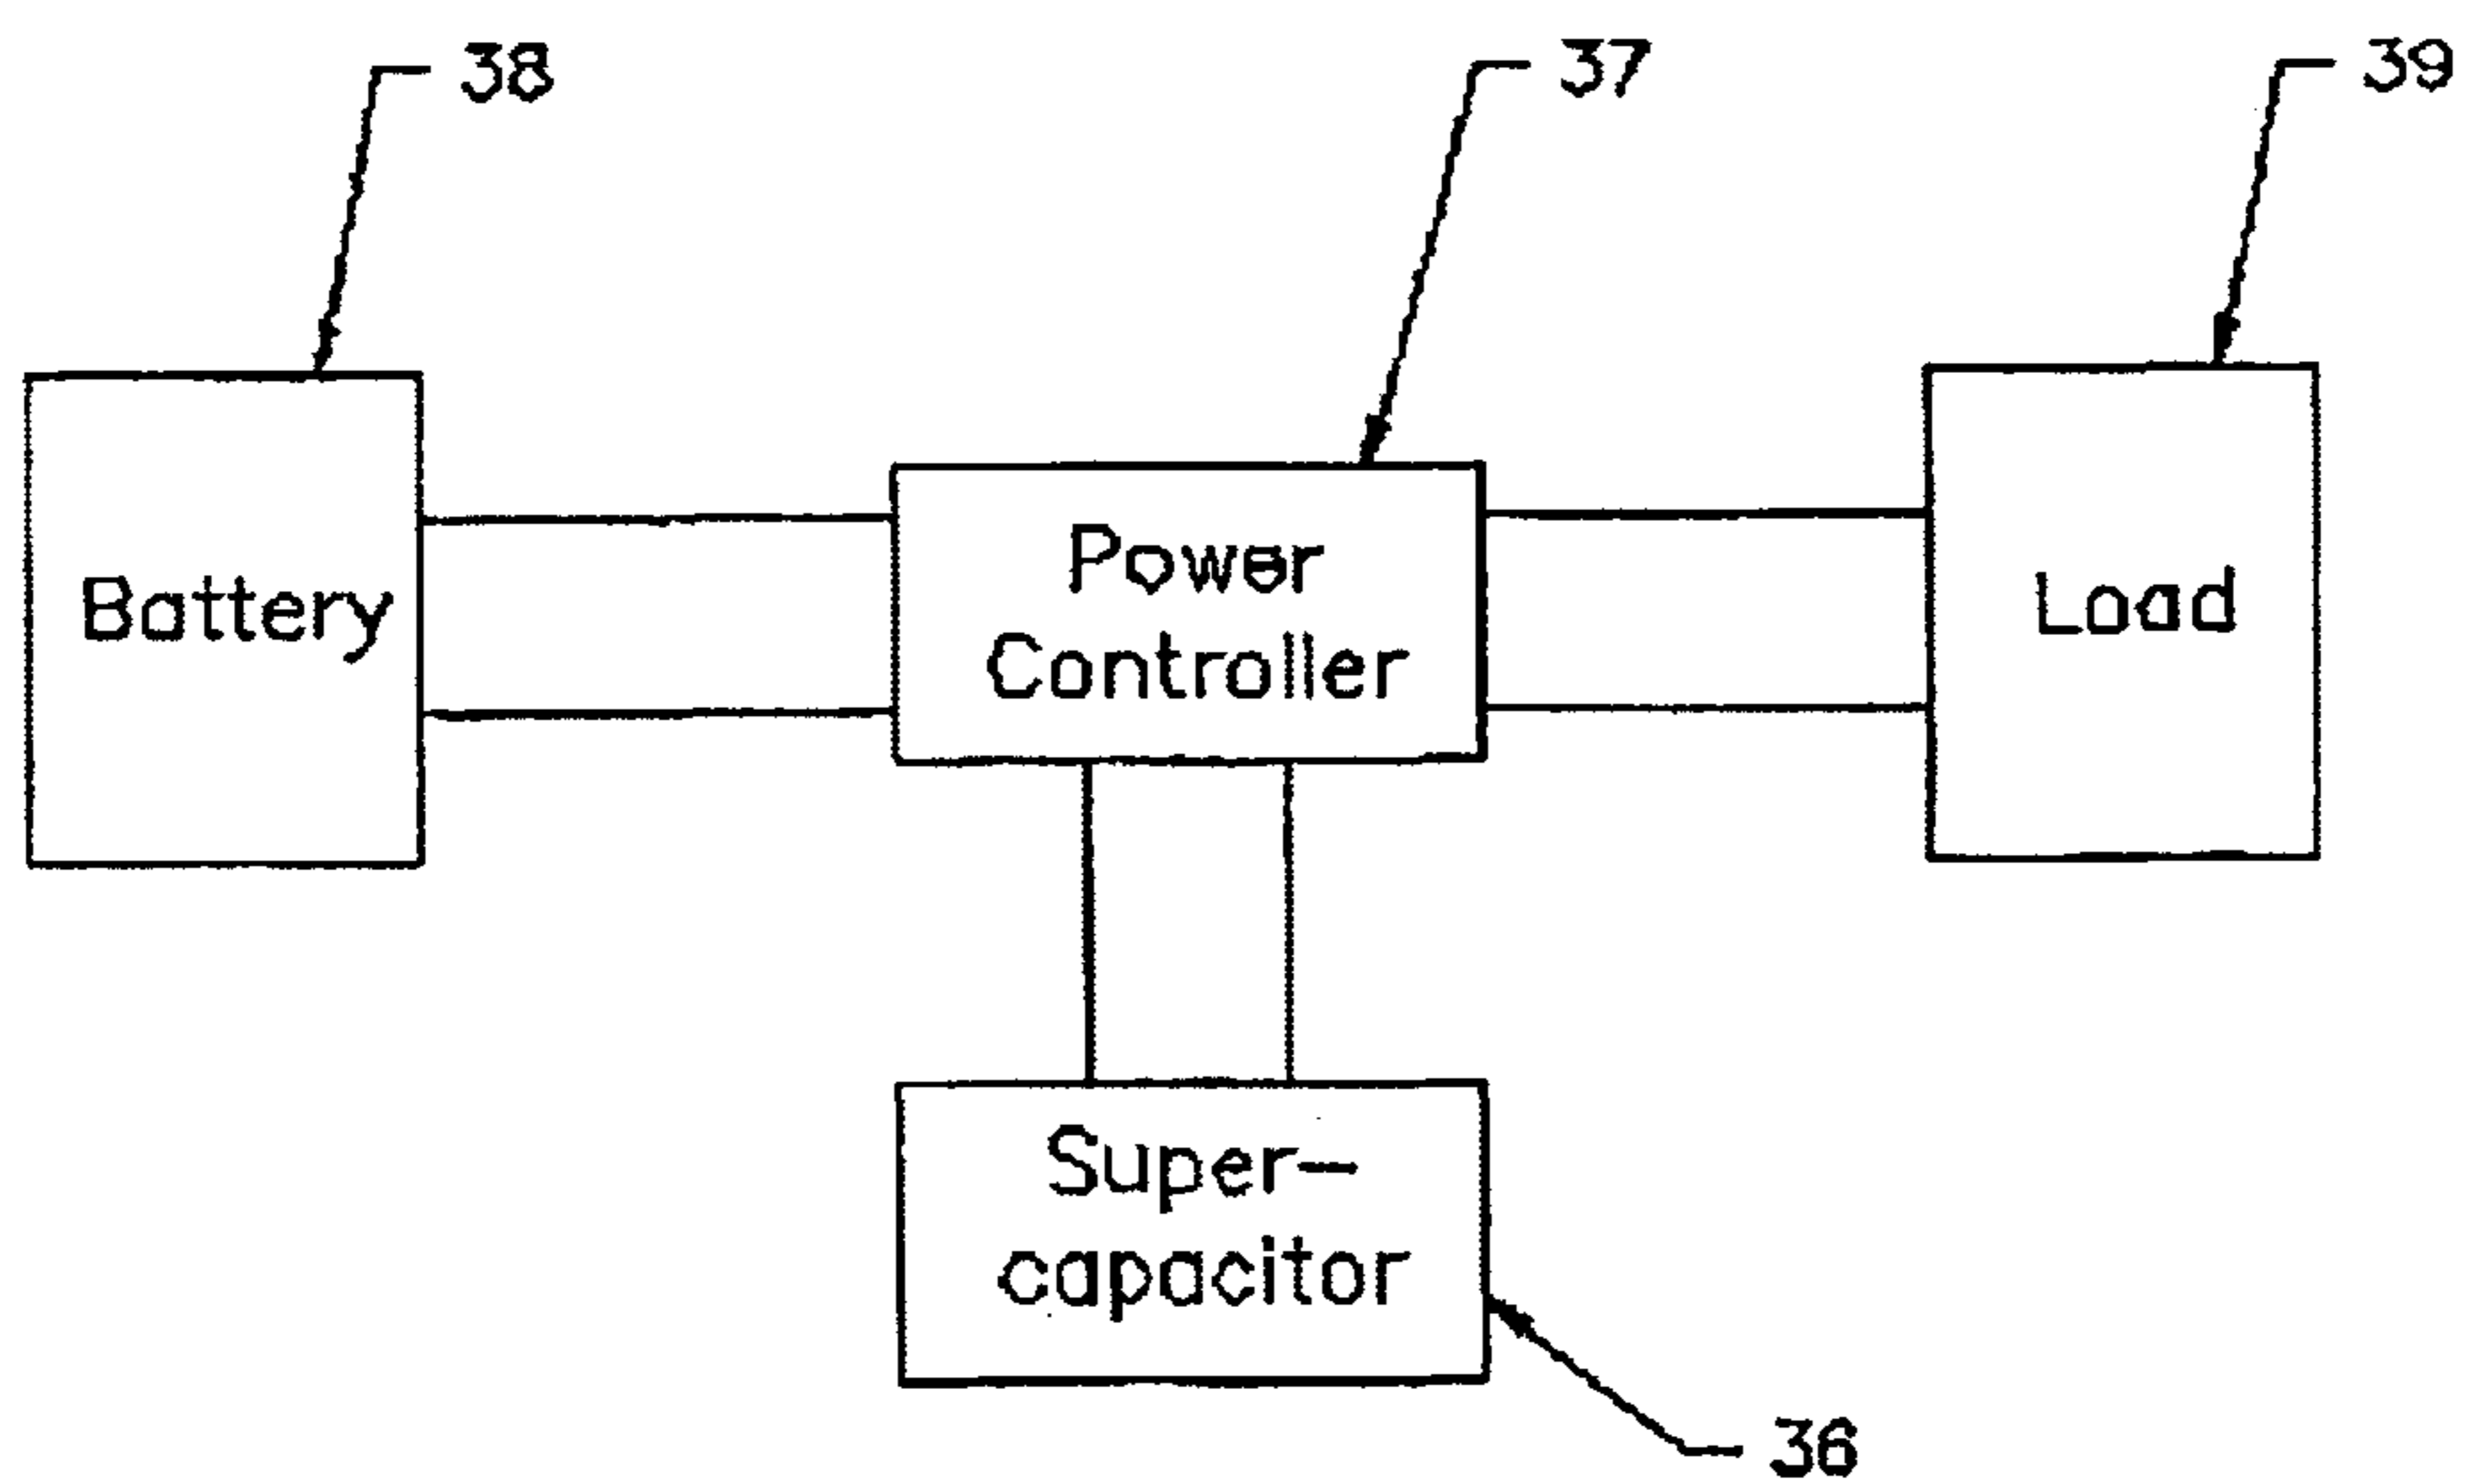 38
37
39
Battery
Power
Controller
Load
Super-
capacitor
36